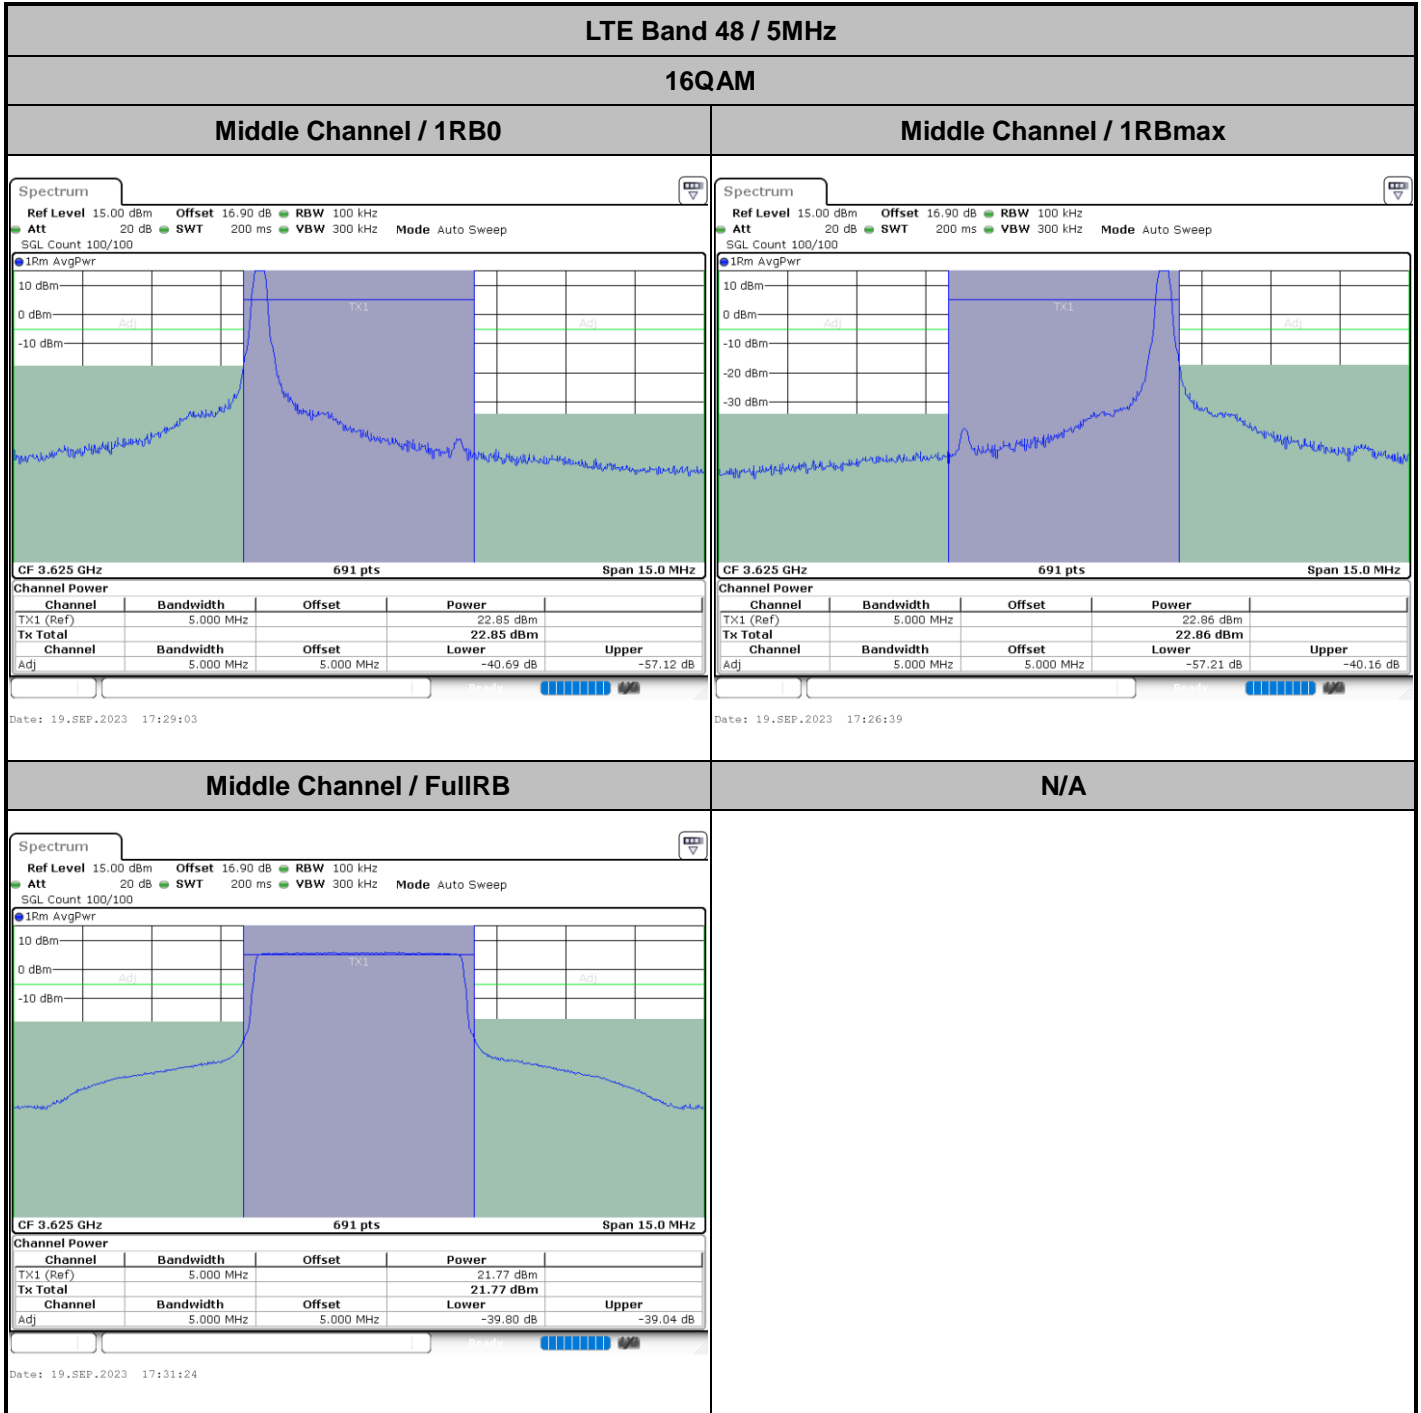 LTE Band 48 / 5MHz
16QAM
Middle Channel / 1RB0
Middle Channel / 1RBmax
Spectrum
Ref Level 15.00 dBm Offset 16.90 dB RBW 100 kHz
Att 20 dB SWT 200 ms VBW 300 kHz Mode Auto Sweep
SGL Count 100/100
1Rm AvgPwr
10 dBm
0 dBm
-10 dBm
Adj
TX1
Adj
CF 3.625 GHz 691 pts Span 15.0 MHz
Channel Power
Channel Bandwidth Offset Power
TX1 (Ref) 5.000 MHz 22.85 dBm
Tx Total 22.85 dBm
Channel Bandwidth Offset Lower Upper
Adj 5.000 MHz 5.000 MHz -40.69 dB -57.12 dB
Ready
Date: 19.SEP.2023 17:29:03
Spectrum
Ref Level 15.00 dBm Offset 16.90 dB RBW 100 kHz
Att 20 dB SWT 200 ms VBW 300 kHz Mode Auto Sweep
SGL Count 100/100
1Rm AvgPwr
10 dBm
0 dBm
-10 dBm
-20 dBm
-30 dBm
Adj
TX1
Adj
CF 3.625 GHz 691 pts Span 15.0 MHz
Channel Power
Channel Bandwidth Offset Power
TX1 (Ref) 5.000 MHz 22.86 dBm
Tx Total 22.86 dBm
Channel Bandwidth Offset Lower Upper
Adj 5.000 MHz 5.000 MHz -57.21 dB -40.16 dB
Ready
Date: 19.SEP.2023 17:26:39
Middle Channel / FullRB
N/A
Spectrum
Ref Level 15.00 dBm Offset 16.90 dB RBW 100 kHz
Att 20 dB SWT 200 ms VBW 300 kHz Mode Auto Sweep
SGL Count 100/100
1Rm AvgPwr
10 dBm
0 dBm
-10 dBm
Adj
TX1
Adj
CF 3.625 GHz 691 pts Span 15.0 MHz
Channel Power
Channel Bandwidth Offset Power
TX1 (Ref) 5.000 MHz 21.77 dBm
Tx Total 21.77 dBm
Channel Bandwidth Offset Lower Upper
Adj 5.000 MHz 5.000 MHz -39.80 dB -39.04 dB
Ready
Date: 19.SEP.2023 17:31:24